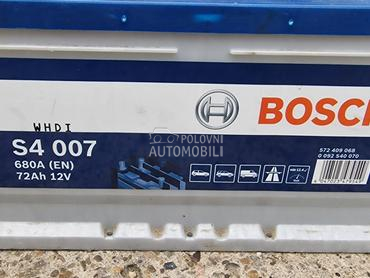 WHDI
BOSCH
S4 007
680A (EN)
72Ah 12V
POLOVNI
AUTOMOBILI
572 409 068
0 092 S40 070